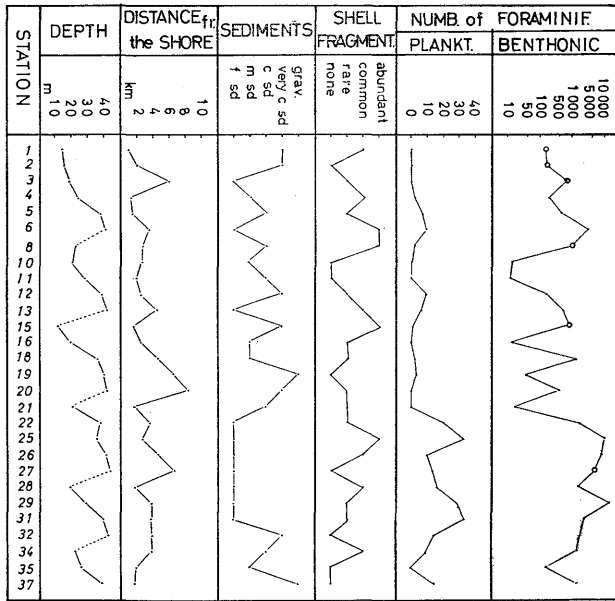 STATION
DEPTH
m
10
20
30
40
DISTANCE fr.
the SHORE
km
2
4
6
8
10
SEDIMENTS
grav.
very c sd
c sd
m sd
f sd
SHELL
FRAGMENT.
abundant
common
rare
none
NUMB. of FORAMINIF.
PLANKT.
0
10
20
30
40
BENTHONIC
10
50
100
500
1000
5000
10000
1
2
3
4
5
6
8
10
11
12
13
15
16
18
19
20
21
22
25
26
27
28
29
31
32
34
35
37